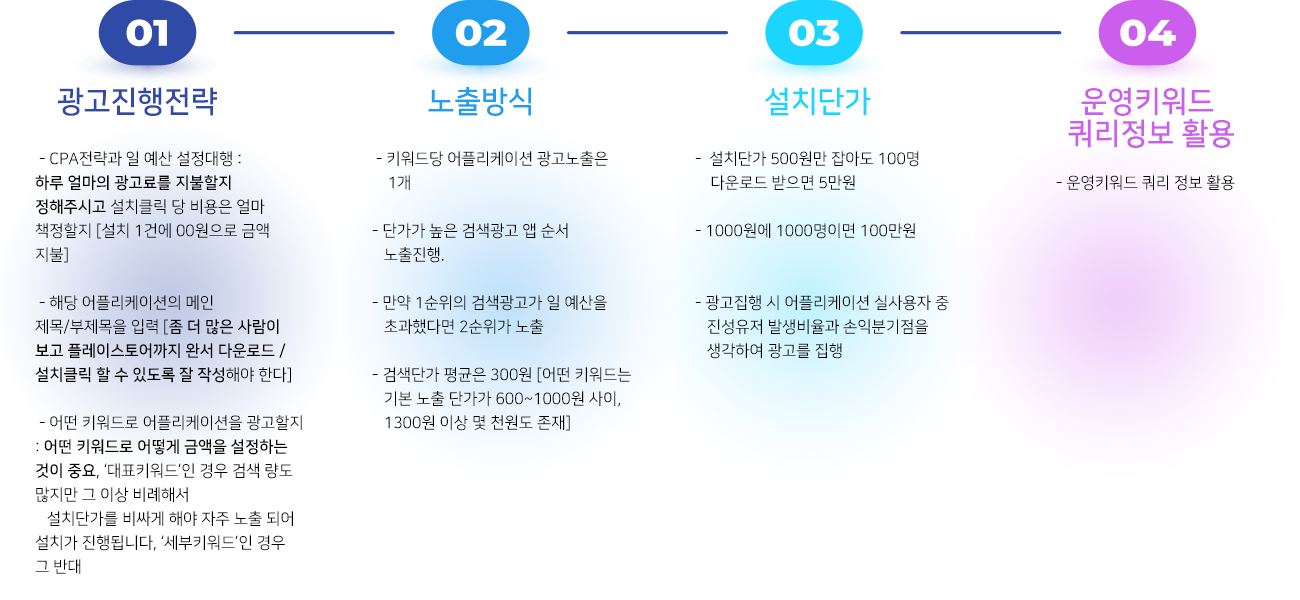 01
광고진행전략
- CPA전략과 일 예산 설정대행 :
하루 얼마의 광고료를 지불할지
정해주시고 설치클릭 당 비용은 얼마
책정할지 [설치 1건에 00원으로 금액
지불]
- 해당 어플리케이션의 메인
제목/부제목을 입력 [좀 더 많은 사람이
보고 플레이스토어까지 완서 다운로드 /
설치클릭 할 수 있도록 잘 작성해야 한다]
- 어떤 키워드로 어플리케이션을 광고할지
: 어떤 키워드로 어떻게 금액을 설정하는
것이 중요, ‘대표키워드’인 경우 검색 량도
많지만 그 이상 비례해서
설치단가를 비싸게 해야 자주 노출 되어
설치가 진행됩니다, ‘세부키워드’인 경우
그 반대
02
노출방식
- 키워드당 어플리케이션 광고노출은
1개
- 단가가 높은 검색광고 앱 순서
노출진행.
- 만약 1순위의 검색광고가 일 예산을
초과했다면 2순위가 노출
- 검색단가 평균은 300원 [어떤 키워드는
기본 노출 단가가 600~1000원 사이,
1300원 이상 몇 천원도 존재]
03
설치단가
- 설치단가 500원만 잡아도 100명
다운로드 받으면 5만원
- 1000원에 1000명이면 100만원
- 광고집행 시 어플리케이션 실사용자 중
진성유저 발생비율과 손익분기점을
생각하여 광고를 집행
04
운영키워드
쿼리정보 활용
- 운영키워드 쿼리 정보 활용